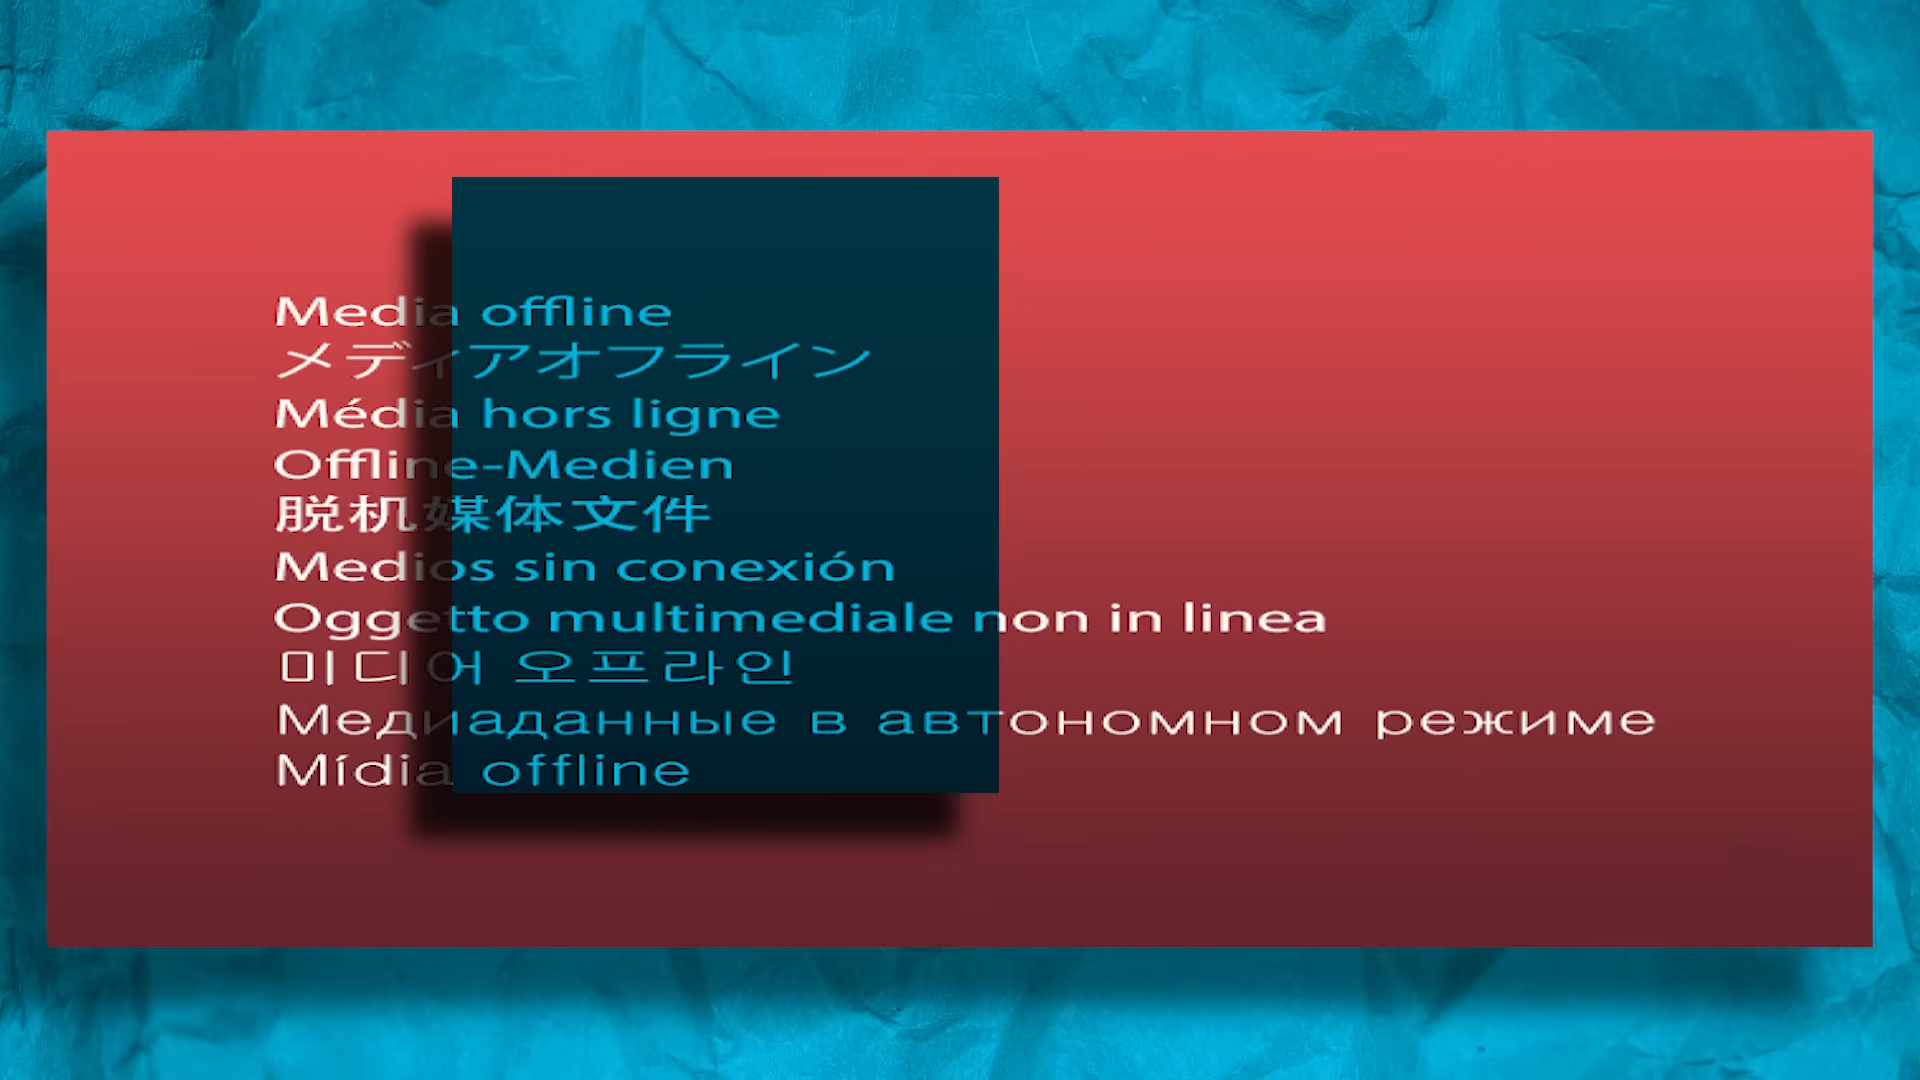 Media offline
メディアオフライン
Média hors ligne
Offline-Medien
脱机媒体文件
Medios sin conexión
Oggetto multimediale non in linea
미디어 오프라인
Медиаданные в автономном режиме
Mídia offline